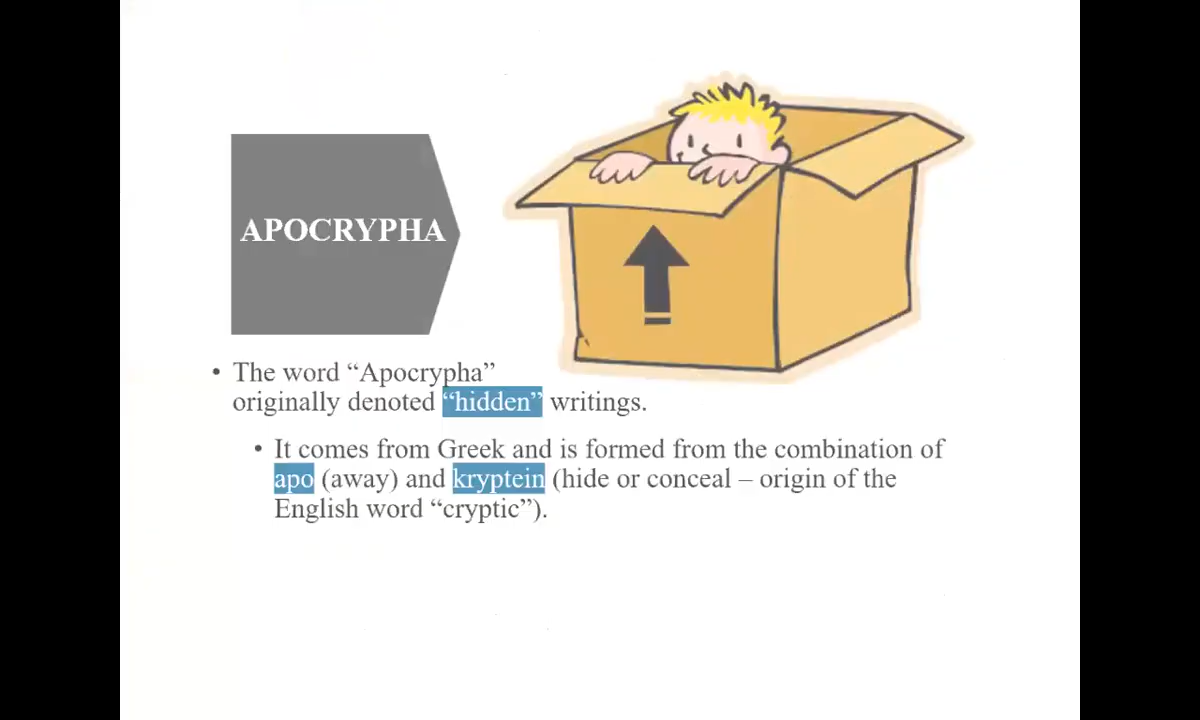 APOCRYPHA
• The word “Apocrypha”
originally denoted “hidden” writings.
• It comes from Greek and is formed from the combination of
apo (away) and kryptein (hide or conceal – origin of the
English word “cryptic”).